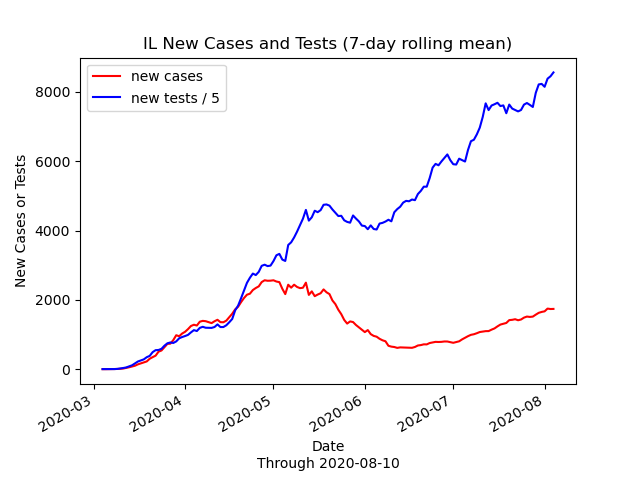 IL New Cases and Tests (7-day rolling mean)
new cases
new tests / 5
8000
6000
4000
2000
0
New Cases or Tests
2020-03
2020-04
2020-05
2020-06
2020-07
2020-08
Date
Through 2020-08-10